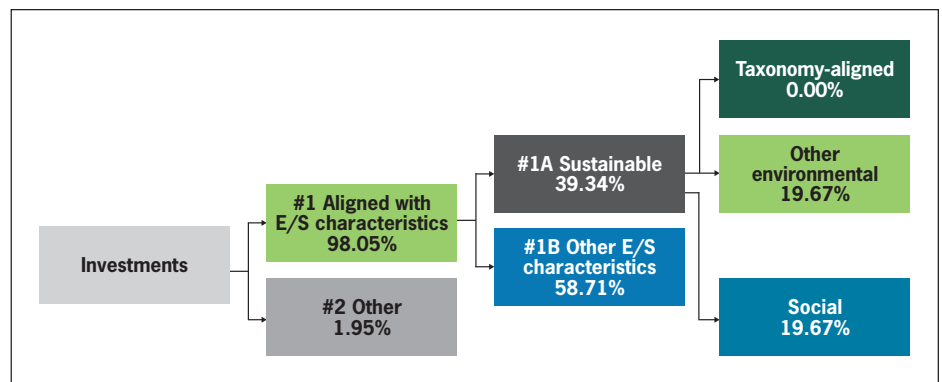 Taxonomy-aligned
0.00%
#1A Sustainable
39.34%
Other
environmental
19.67%
#1 Aligned with
E/S characteristics
98.05%
Investments
#1B Other E/S
characteristics
58.71%
#2 Other
1.95%
Social
19.67%